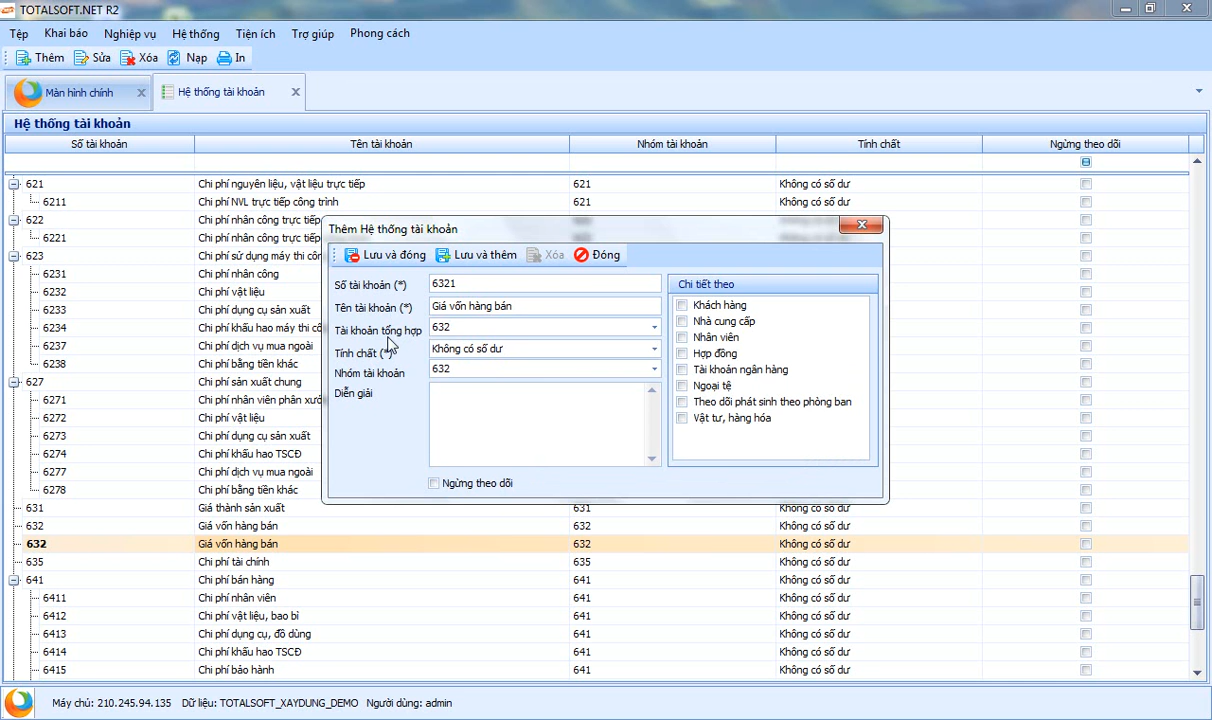 TOTALSOFT.NET R2
Tệp Khai báo Nghiệp vụ Hệ thống Tiện ích Trợ giúp Phong cách
Thêm Sửa Xóa Nạp In
Màn hình chính Hệ thống tài khoản
Hệ thống tài khoản
Số tài khoản Tên tài khoản Nhóm tài khoản Tính chất Ngừng theo dõi
621 Chi phí nguyên liệu, vật liệu trực tiếp 621 Không có số dư
6211 Chi phí NVL trực tiếp công trình 621 Không có số dư
622 Chi phí nhân công trực tiếp
6221 Chi phí nhân công trực tiếp
623 Chi phí sử dụng máy thi cô
6231 Chi phí nhân công
6232 Chi phí vật liệu
6233 Chi phí dụng cụ sản xuất
6234 Chi phí khấu hao máy thi cô
6237 Chi phí dịch vụ mua ngoài
6238 Chi phí bằng tiền khác
627 Chi phí sản xuất chung
6271 Chi phí nhân viên phân xưở
6272 Chi phí vật liệu
6273 Chi phí dụng cụ sản xuất
6274 Chi phí khấu hao TSCĐ
6277 Chi phí dịch vụ mua ngoài
6278 Chi phí bằng tiền khác
631 Giá thành sản xuất 631 Không có số dư
632 Giá vốn hàng bán 632 Không có số dư
632 Giá vốn hàng bán 632 Không có số dư
635 Chi phí tài chính 635 Không có số dư
641 Chi phí bán hàng 641 Không có số dư
6411 Chi phí nhân viên 641 Không có số dư
6412 Chi phí vật liệu, bao bì 641 Không có số dư
6413 Chi phí dụng cụ, đồ dùng 641 Không có số dư
6414 Chi phí khấu hao TSCĐ 641 Không có số dư
6415 Chi phí bảo hành 641 Không có số dư
Thêm Hệ thống tài khoản
Lưu và đóng Lưu và thêm Xóa Đóng
Số tài khoản (*) 6321
Tên tài khoản (*) Giá vốn hàng bán
Tài khoản tổng hợp 632
Tính chất (*) Không có số dư
Nhóm tài khoản 632
Diễn giải
Ngừng theo dõi
Chi tiết theo
Khách hàng
Nhà cung cấp
Nhân viên
Hợp đồng
Tài khoản ngân hàng
Ngoại tệ
Theo dõi phát sinh theo phòng ban
Vật tư, hàng hóa
Máy chủ: 210.245.94.135 Dữ liệu: TOTALSOFT_XAYDUNG_DEMO Người dùng: admin